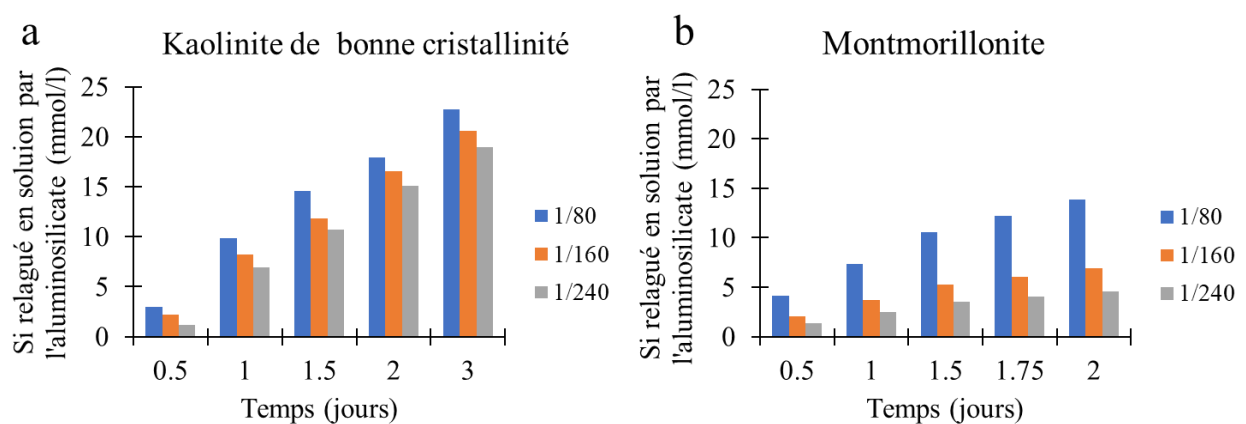 a
Kaolinite de bonne cristallinité
Si relagué en soluion par
l'aluminosilicate (mmol/l)
25
20
15
10
5
0
0.5 1 1.5 2 3
Temps (jours)
1/80
1/160
1/240
b
Montmorillonite
Si relagué en soluion par
l'aluminosilicate (mmol/l)
25
20
15
10
5
0
0.5 1 1.5 1.75 2
Temps (jours)
1/80
1/160
1/240